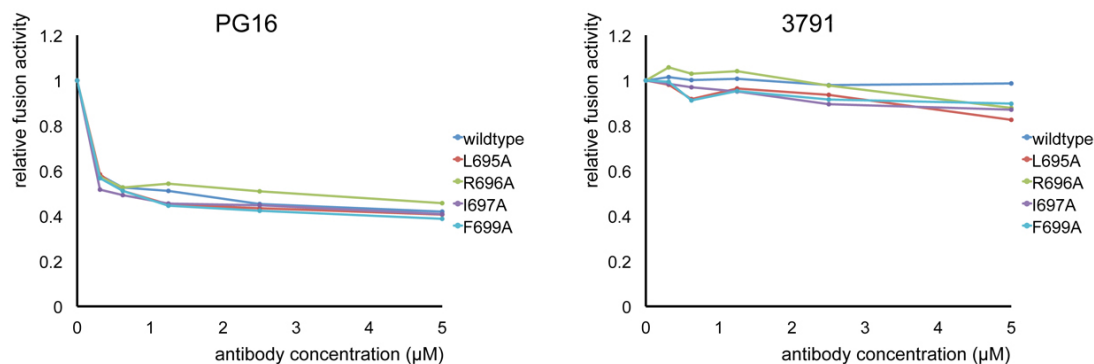 PG16
relative fusion activity
1.2
1
0.8
0.6
0.4
0.2
0
0 1 2 3 4 5
antibody concentration (µM)
wildtype
L695A
R696A
I697A
F699A
3791
relative fusion activity
1.2
1
0.8
0.6
0.4
0.2
0
0 1 2 3 4 5
antibody concentration (µM)
wildtype
L695A
R696A
I697A
F699A